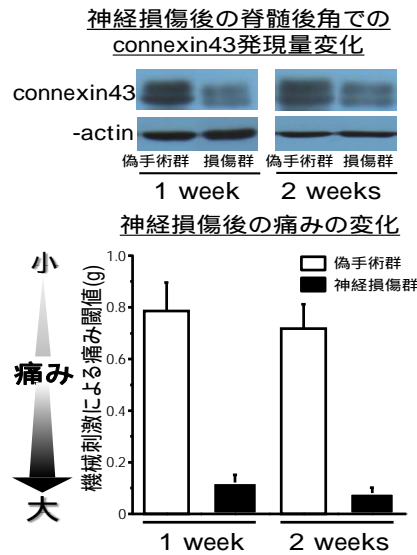 神経損傷後の脊髄後角での
connexin43発現量変化
connexin43
-actin
偽手術群 損傷群 偽手術群 損傷群
1 week 2 weeks
神経損傷後の痛みの変化
小
痛み
大
機械刺激による痛み閾値(g)
1.0
0.8
0.6
0.4
0.2
0
偽手術群
神経損傷群
1 week 2 weeks